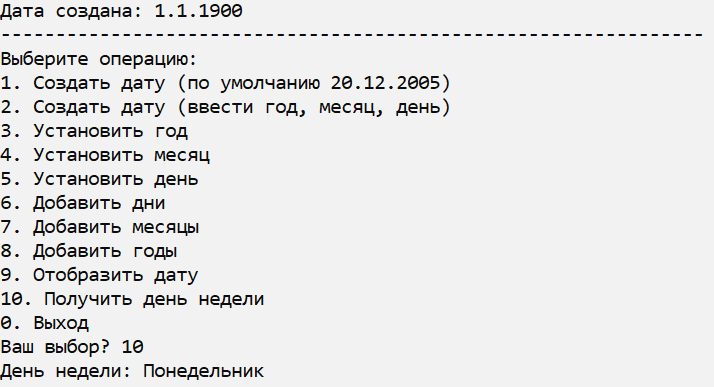 Дата создана: 1.1.1900
----------------------------------------------------------------
Выберите операцию:
1. Создать дату (по умолчанию 20.12.2005)
2. Создать дату (ввести год, месяц, день)
3. Установить год
4. Установить месяц
5. Установить день
6. Добавить дни
7. Добавить месяцы
8. Добавить годы
9. Отобразить дату
10. Получить день недели
0. Выход
Ваш выбор? 10
День недели: Понедельник